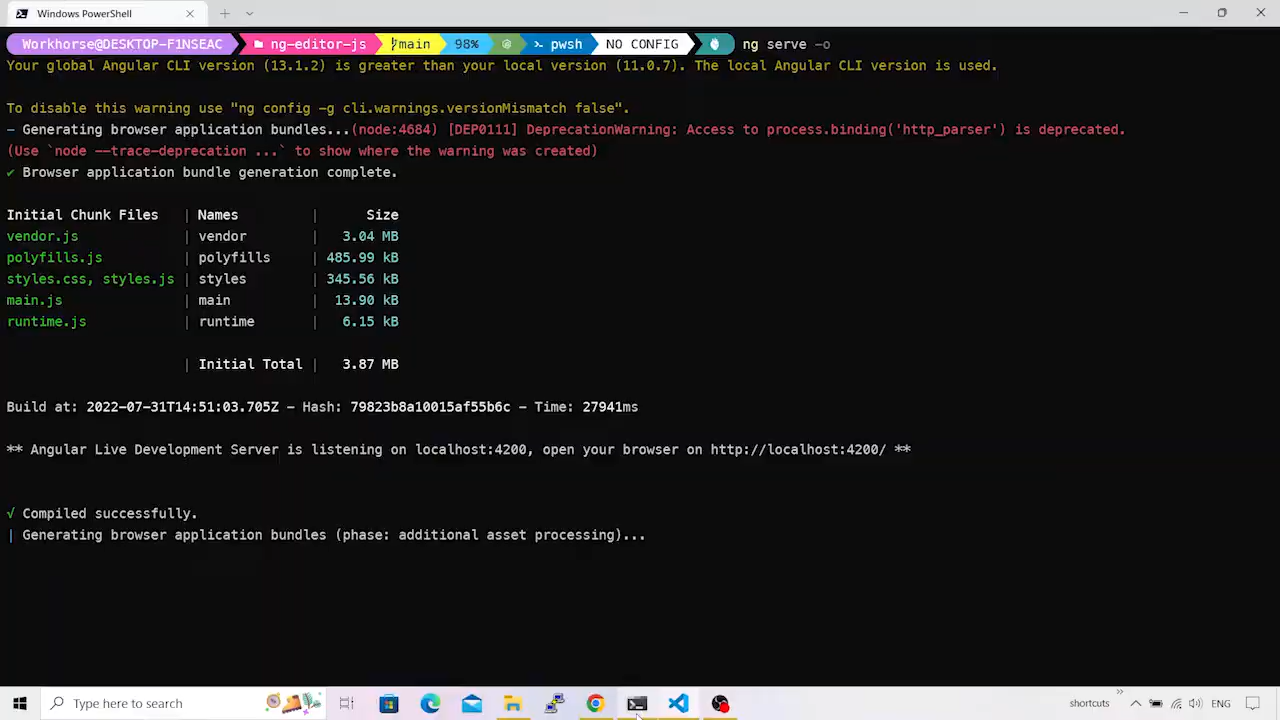 Windows PowerShell
Workhorse@DESKTOP-F1NSEAC ng-editor-js main 98% pwsh NO CONFIG ng serve -o
Your global Angular CLI version (13.1.2) is greater than your local version (11.0.7). The local Angular CLI version is used.
To disable this warning use "ng config -g cli.warnings.versionMismatch false".
- Generating browser application bundles...(node:4684) [DEP0111] DeprecationWarning: Access to process.binding('http_parser') is deprecated.
(Use `node --trace-deprecation ...` to show where the warning was created)
✔ Browser application bundle generation complete.
Initial Chunk Files | Names | Size
vendor.js | vendor | 3.04 MB
polyfills.js | polyfills | 485.99 kB
styles.css, styles.js | styles | 345.56 kB
main.js | main | 13.90 kB
runtime.js | runtime | 6.15 kB
| Initial Total | 3.87 MB
Build at: 2022-07-31T14:51:03.705Z - Hash: 79823b8a10015af55b6c - Time: 27941ms
** Angular Live Development Server is listening on localhost:4200, open your browser on http://localhost:4200/ **
√ Compiled successfully.
| Generating browser application bundles (phase: additional asset processing)...
Type here to search
shortcuts
ENG